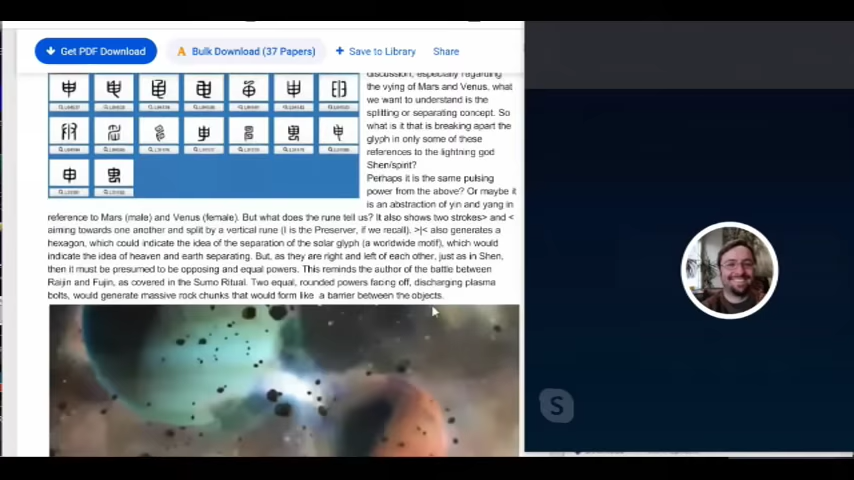 Get PDF Download
Bulk Download (37 Papers)
Save to Library
Share
discussion, especially regarding
the vying of Mars and Venus, what
we want to understand is the
splitting or separating concept. So
what is it that is breaking apart the
glyph in only some of these
references to the lightning god
Shen/spirit?
Perhaps it is the same pulsing
power from the above? Or maybe it
is an abstraction of yin and yang in
reference to Mars (male) and Venus (female). But what does the rune tell us? It also shows two strokes> and <
aiming towards one another and split by a vertical rune (I is the Preserver, if we recall). >|< also generates a
hexagon, which could indicate the idea of the separation of the solar glyph (a worldwide motif), which would
indicate the idea of heaven and earth separating. But, as they are right and left of each other, just as in Shen,
then it must be presumed to be opposing and equal powers. This reminds the author of the battle between
Raijin and Fujin, as covered in the Sumo Ritual. Two equal, rounded powers facing off, discharging plasma
bolts, would generate massive rock chunks that would form like a barrier between the objects.
S